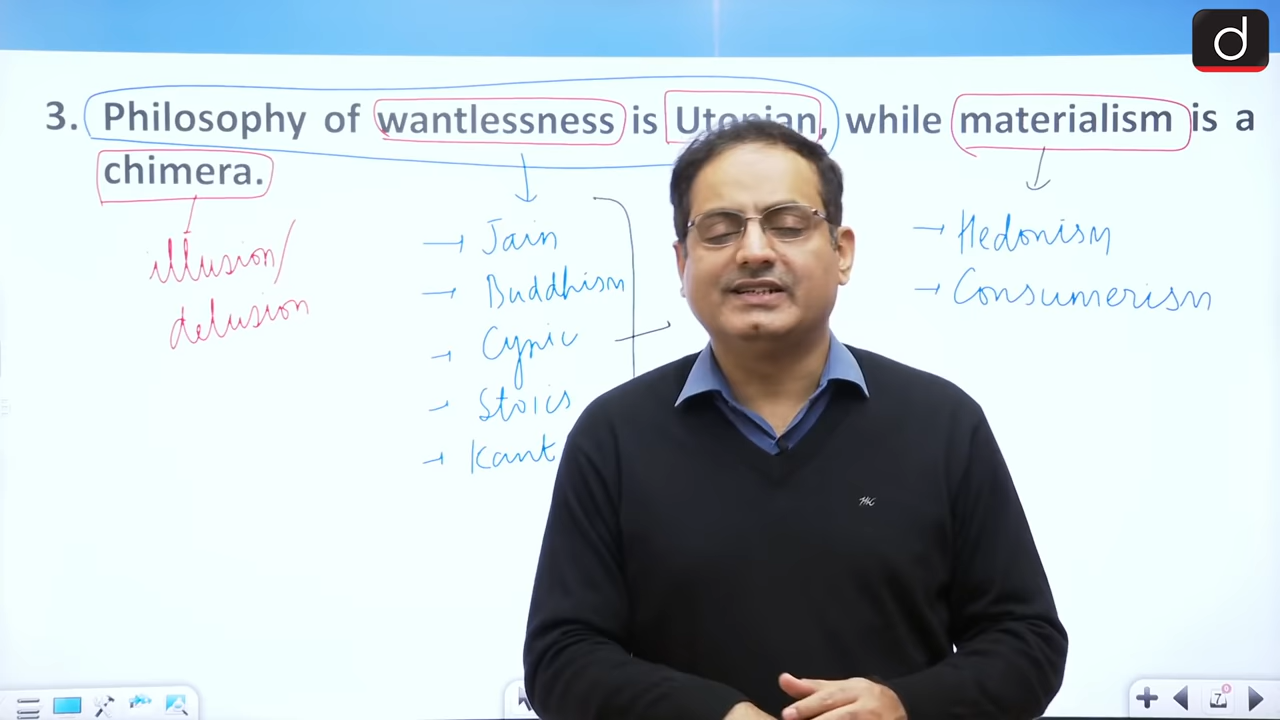 d
3. Philosophy of wantlessness is Utopian, while materialism is a
chimera.
illusion/
delusion
→ Jain
→ Buddhism
→ Cynic
→ Stoics
→ Kant
→ Hedonism
→ Consumerism
H&C
7